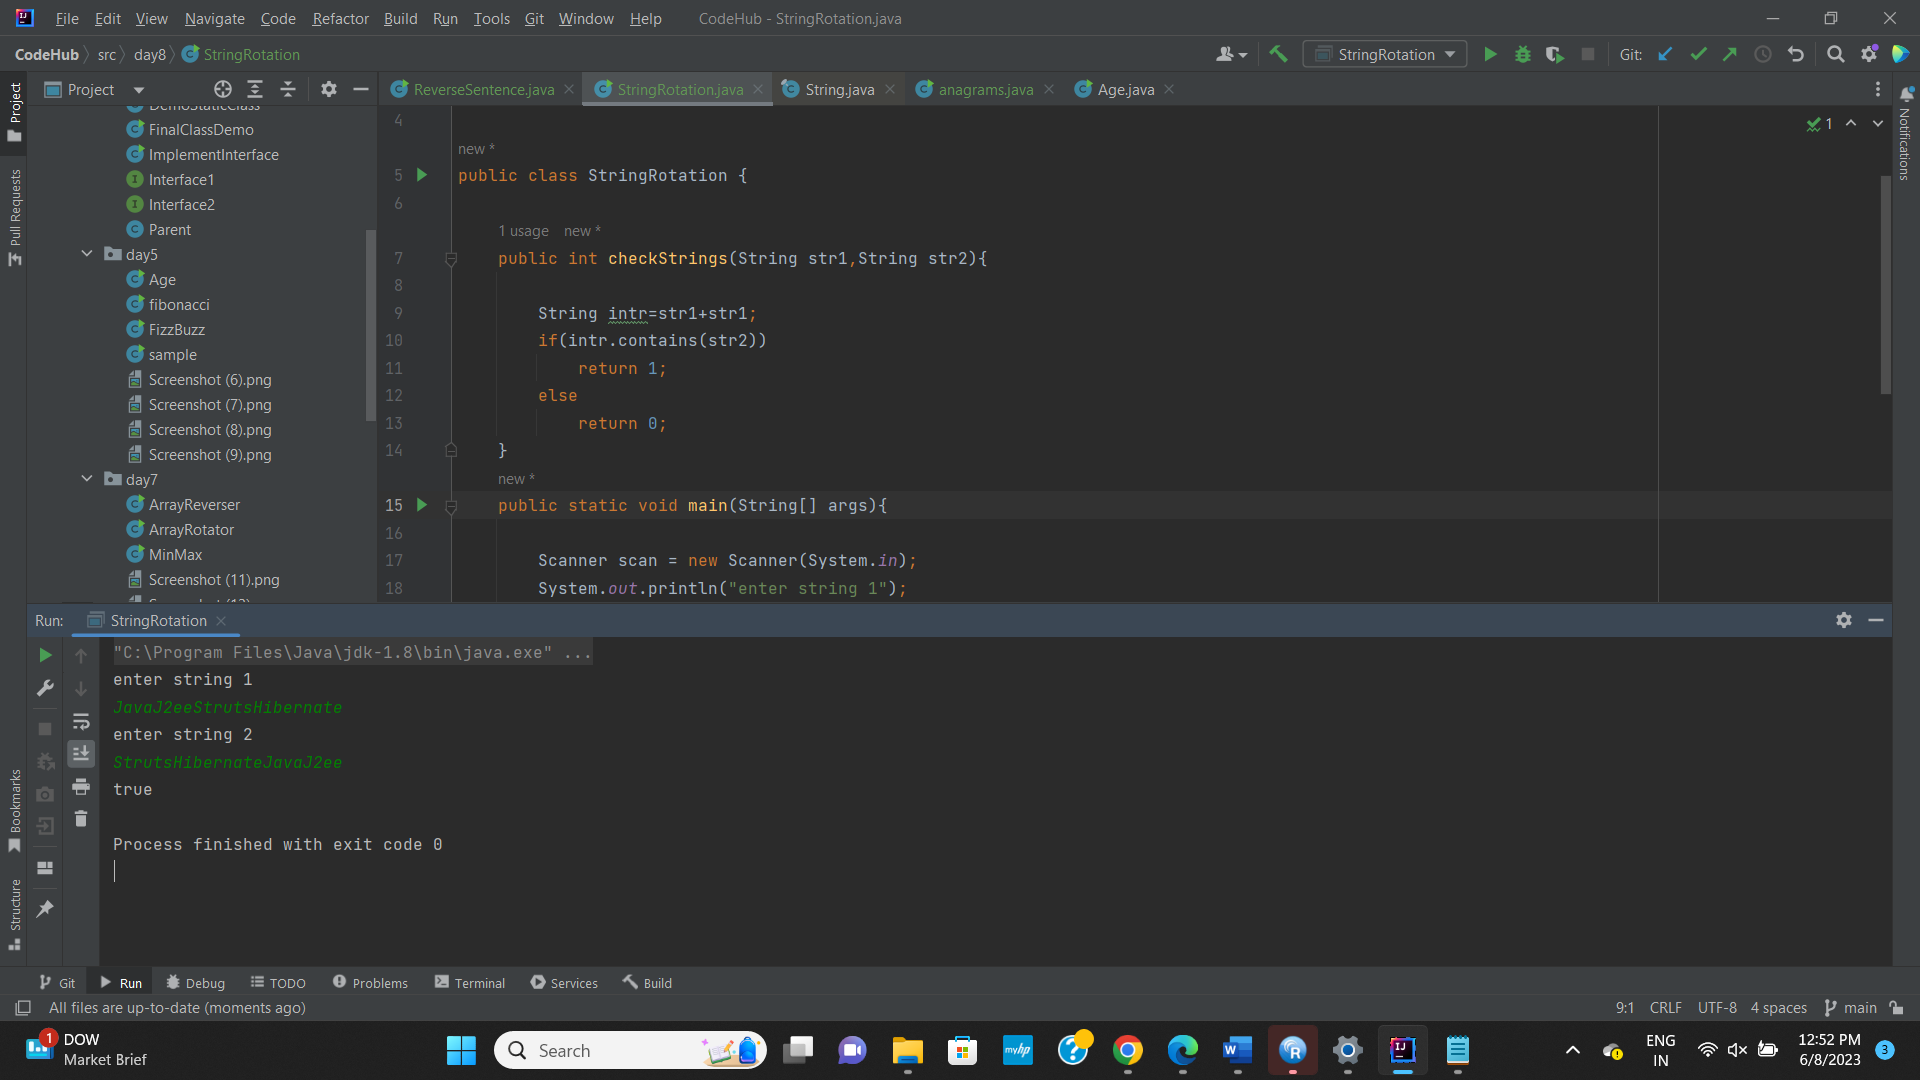 File Edit View Navigate Code Refactor Build Run Tools Git Window Help CodeHub - StringRotation.java
CodeHub src day8 StringRotation
StringRotation
Git:
Project
ReverseSentence.java
StringRotation.java
String.java
anagrams.java
Age.java
Project
Pull Requests
Bookmarks
Structure
Notifications
DemoStaticClass
FinalClassDemo
ImplementInterface
Interface1
Interface2
Parent
day5
Age
fibonacci
FizzBuzz
sample
Screenshot (6).png
Screenshot (7).png
Screenshot (8).png
Screenshot (9).png
day7
ArrayReverser
ArrayRotator
MinMax
Screenshot (11).png
1
4
new *
5 public class StringRotation {
6
1 usage new *
7 public int checkStrings(String str1,String str2){
8
9 String intr=str1+str1;
10 if(intr.contains(str2))
11 return 1;
12 else
13 return 0;
14 }
new *
15 public static void main(String[] args){
16
17 Scanner scan = new Scanner(System.in);
18 System.out.println("enter string 1");
Run: StringRotation
"C:\Program Files\Java\jdk-1.8\bin\java.exe" ...
enter string 1
JavaJ2eeStrutsHibernate
enter string 2
StrutsHibernateJavaJ2ee
true
Process finished with exit code 0
Git Run Debug TODO Problems Terminal Services Build
All files are up-to-date (moments ago)
9:1 CRLF UTF-8 4 spaces main
1
DOW
Market Brief
Search
myhp
ENG
IN
12:52 PM
6/8/2023
3